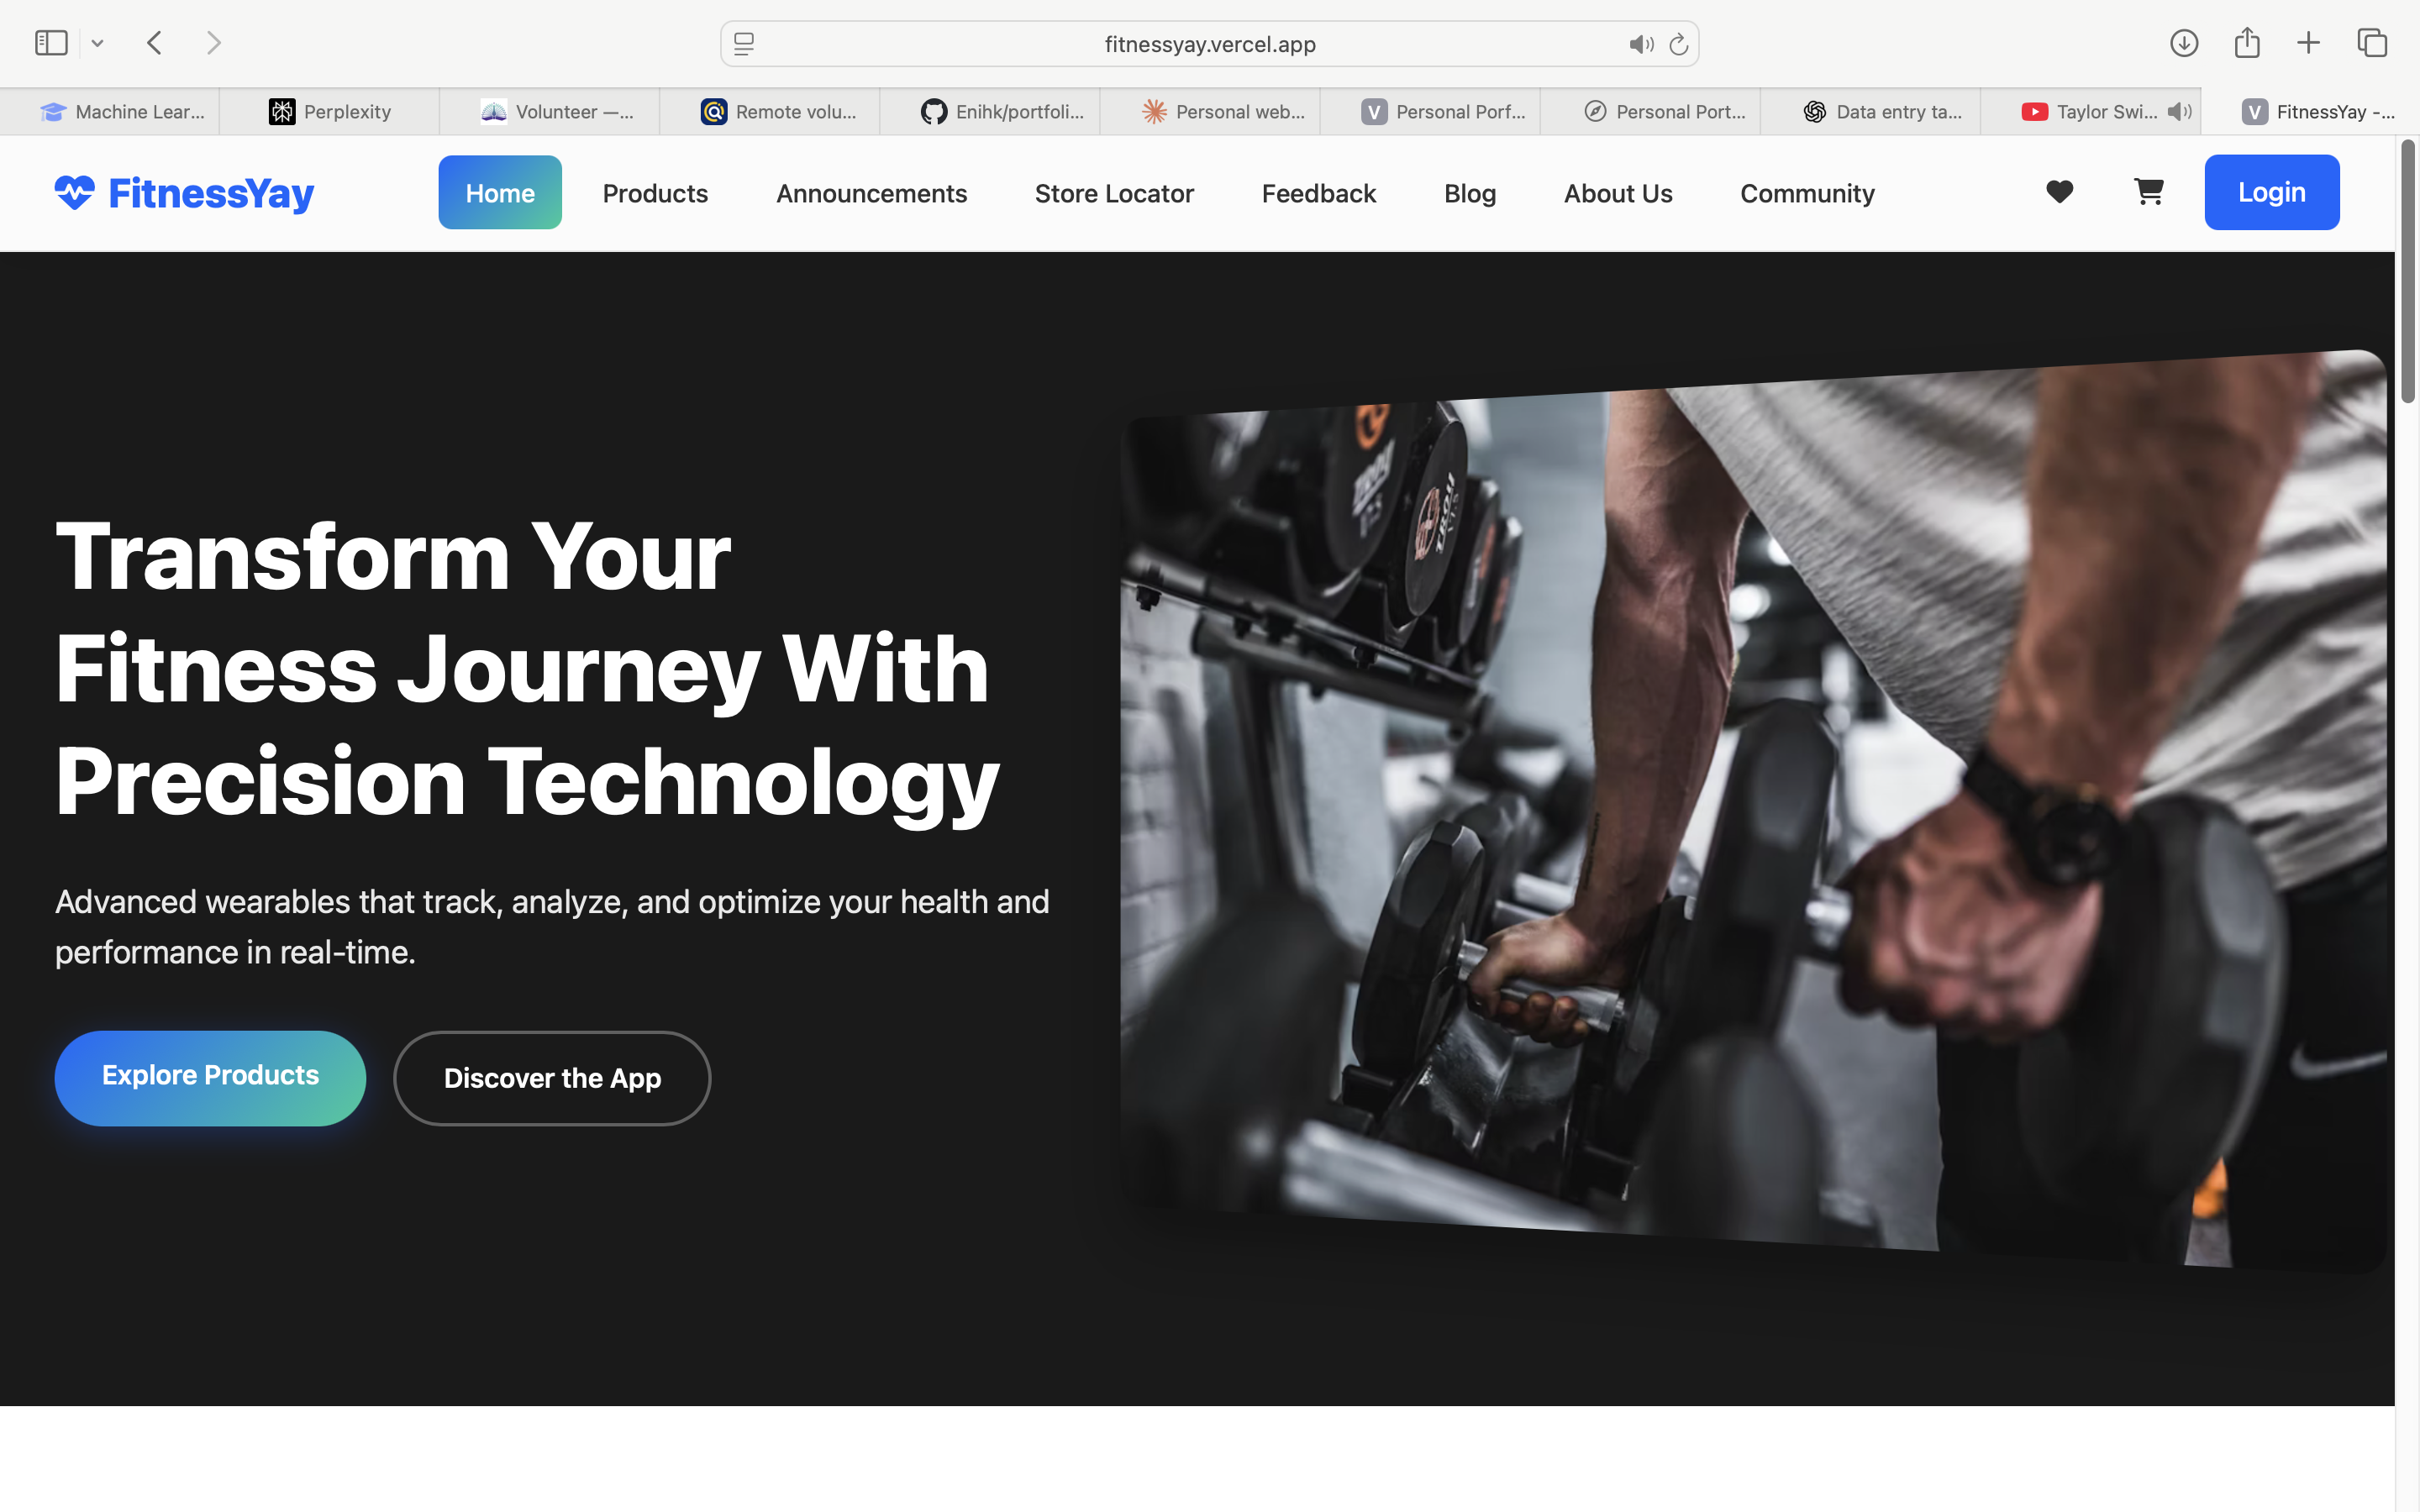 fitnessyay.vercel.app
Machine Lear...
Perplexity
Volunteer —...
Remote volu...
Enihk/portfoli...
Personal web...
V Personal Porf...
Personal Port...
Data entry ta...
Taylor Swi...
V FitnessYay -...
FitnessYay
Home
Products
Announcements
Store Locator
Feedback
Blog
About Us
Community
Login
Transform Your
Fitness Journey With
Precision Technology
Advanced wearables that track, analyze, and optimize your health and
performance in real-time.
Explore Products
Discover the App